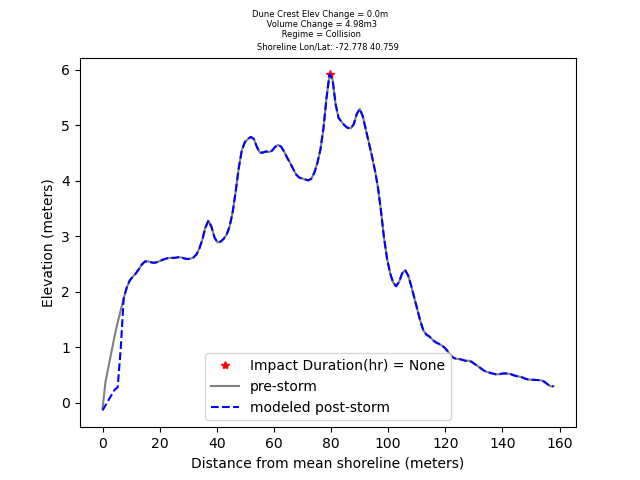 Dune Crest Elev Change = 0.0m
Volume Change = 4.98m3
Regime = Collision
Shoreline Lon/Lat: -72.778 40.759
6
5
4
3
2
1
0
Elevation (meters)
Impact Duration(hr) = None
pre-storm
modeled post-storm
0 20 40 60 80 100 120 140 160
Distance from mean shoreline (meters)